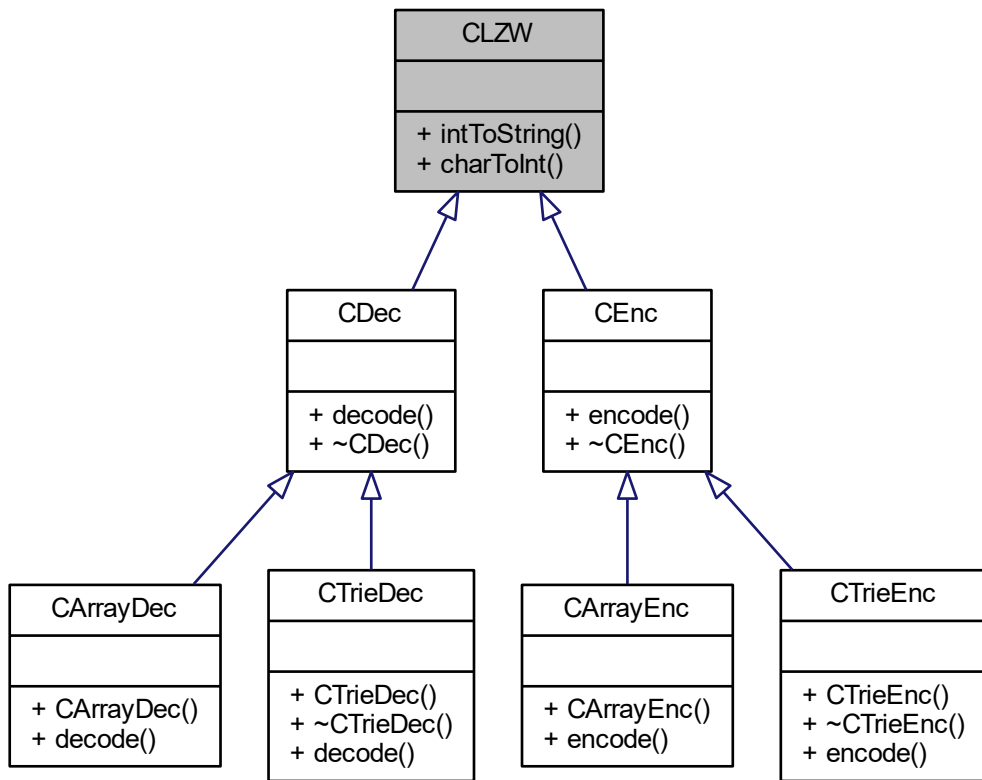 CLZW
+ intToString()
+ charToInt()
CDec
+ decode()
+ ~CDec()
CEnc
+ encode()
+ ~CEnc()
CArrayDec
+ CArrayDec()
+ decode()
CTrieDec
+ CTrieDec()
+ ~CTrieDec()
+ decode()
CArrayEnc
+ CArrayEnc()
+ encode()
CTrieEnc
+ CTrieEnc()
+ ~CTrieEnc()
+ encode()